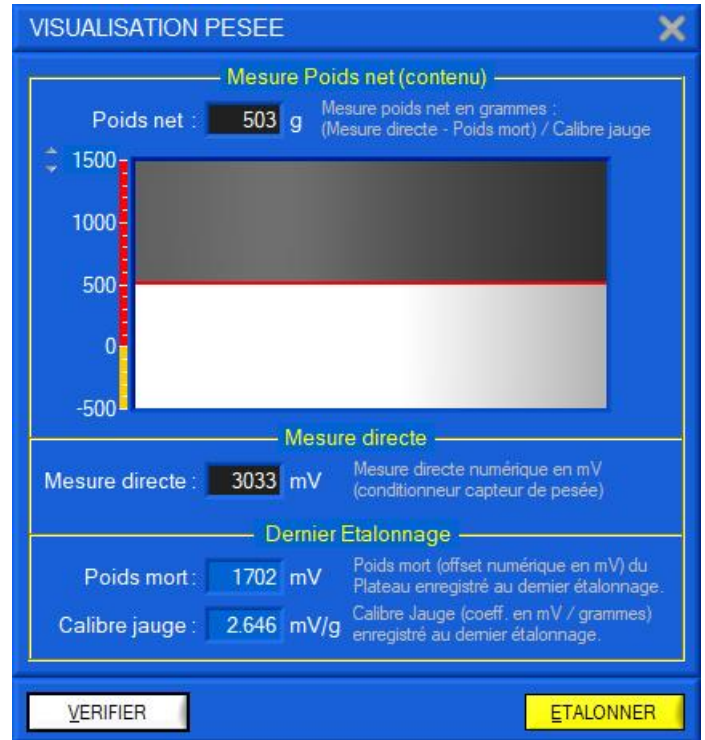 VISUALISATION PESEE
Mesure Poids net (contenu)
Poids net : 503 g
Mesure poids net en grammes :
(Mesure directe - Poids mort) / Calibre jauge
1500
1000
500
0
-500
Mesure directe
Mesure directe : 3033 mV
Mesure directe numérique en mV
(conditionneur capteur de pesée)
Dernier Etalonnage
Poids mort : 1702 mV
Poids mort (offset numérique en mV) du
Plateau enregistré au dernier étalonnage.
Calibre jauge : 2.646 mV/g
Calibre Jauge (coeff. en mV / grammes)
enregistré au dernier étalonnage.
VERIFIER
ETALONNER